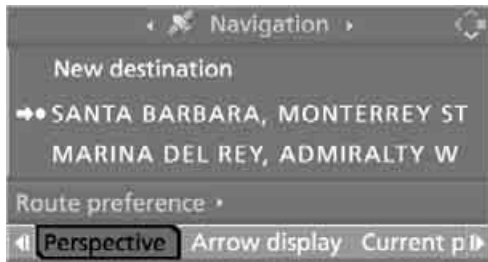 Navigation
New destination
SANTA BARBARA, MONTERREY ST
MARINA DEL REY, ADMIRALTY W
Route preference
Perspective Arrow display Current p